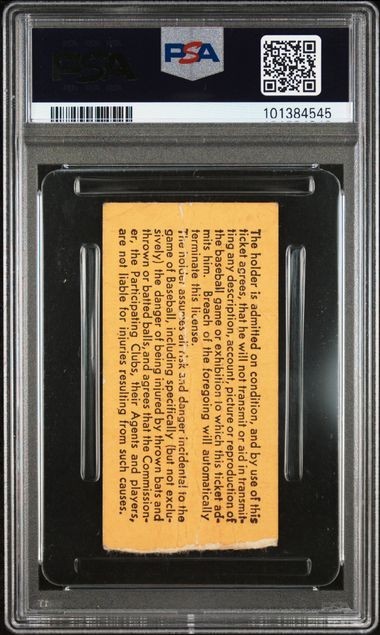 PSA
PSA
101384545
The holder is admitted on condition, and by use of this
ticket agrees, that he will not transmit or aid in transmit-
ting any description, account, picture or reproduction of
the baseball game or exhibition to which this ticket ad-
mits him. Breach of the foregoing will automatically
terminate this license.
The holder assumes all risk and danger incidental to the
game of Baseball, including specifically (but not exclu-
sively) the danger of being injured by thrown bats and
thrown or batted balls, and agrees that the Commission-
er, the Participating Clubs, their Agents and players,
are not liable for injuries resulting from such causes.